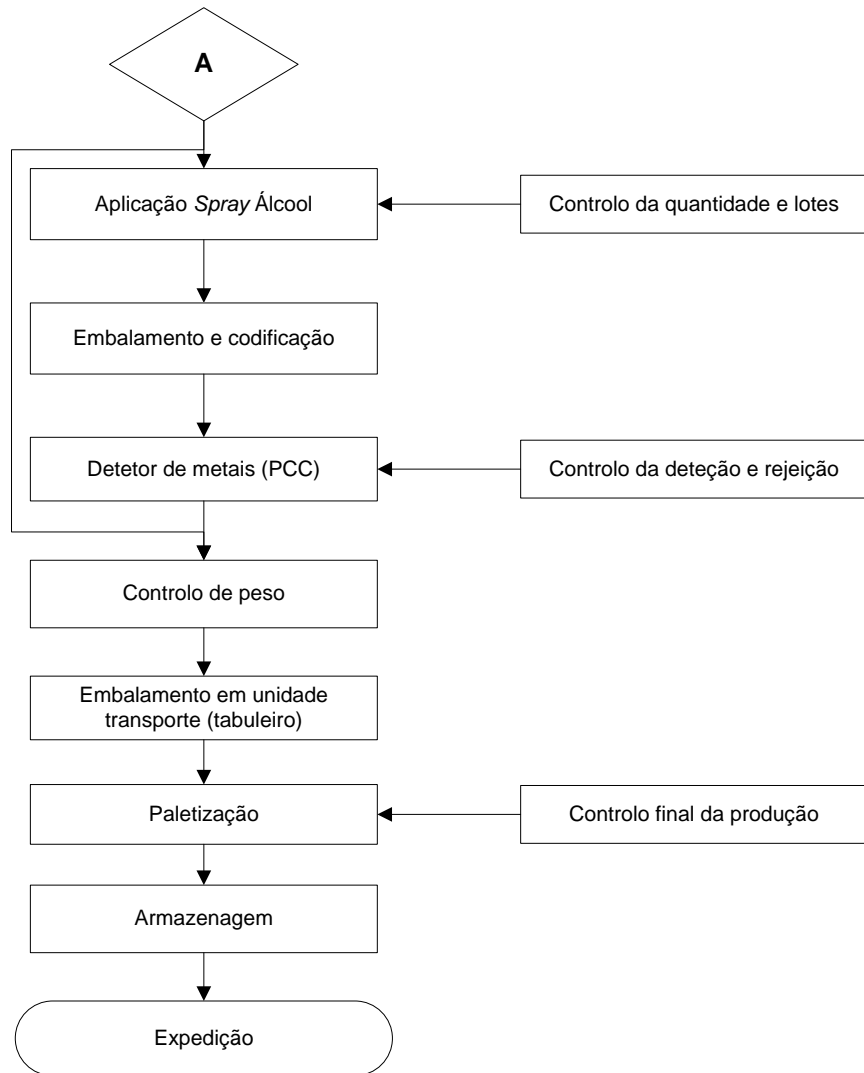 A
Aplicação Spray Álcool
Controlo da quantidade e lotes
Embalamento e codificação
Detetor de metais (PCC)
Controlo da deteção e rejeição
Controlo de peso
Embalamento em unidade
transporte (tabuleiro)
Paletização
Controlo final da produção
Armazenagem
Expedição